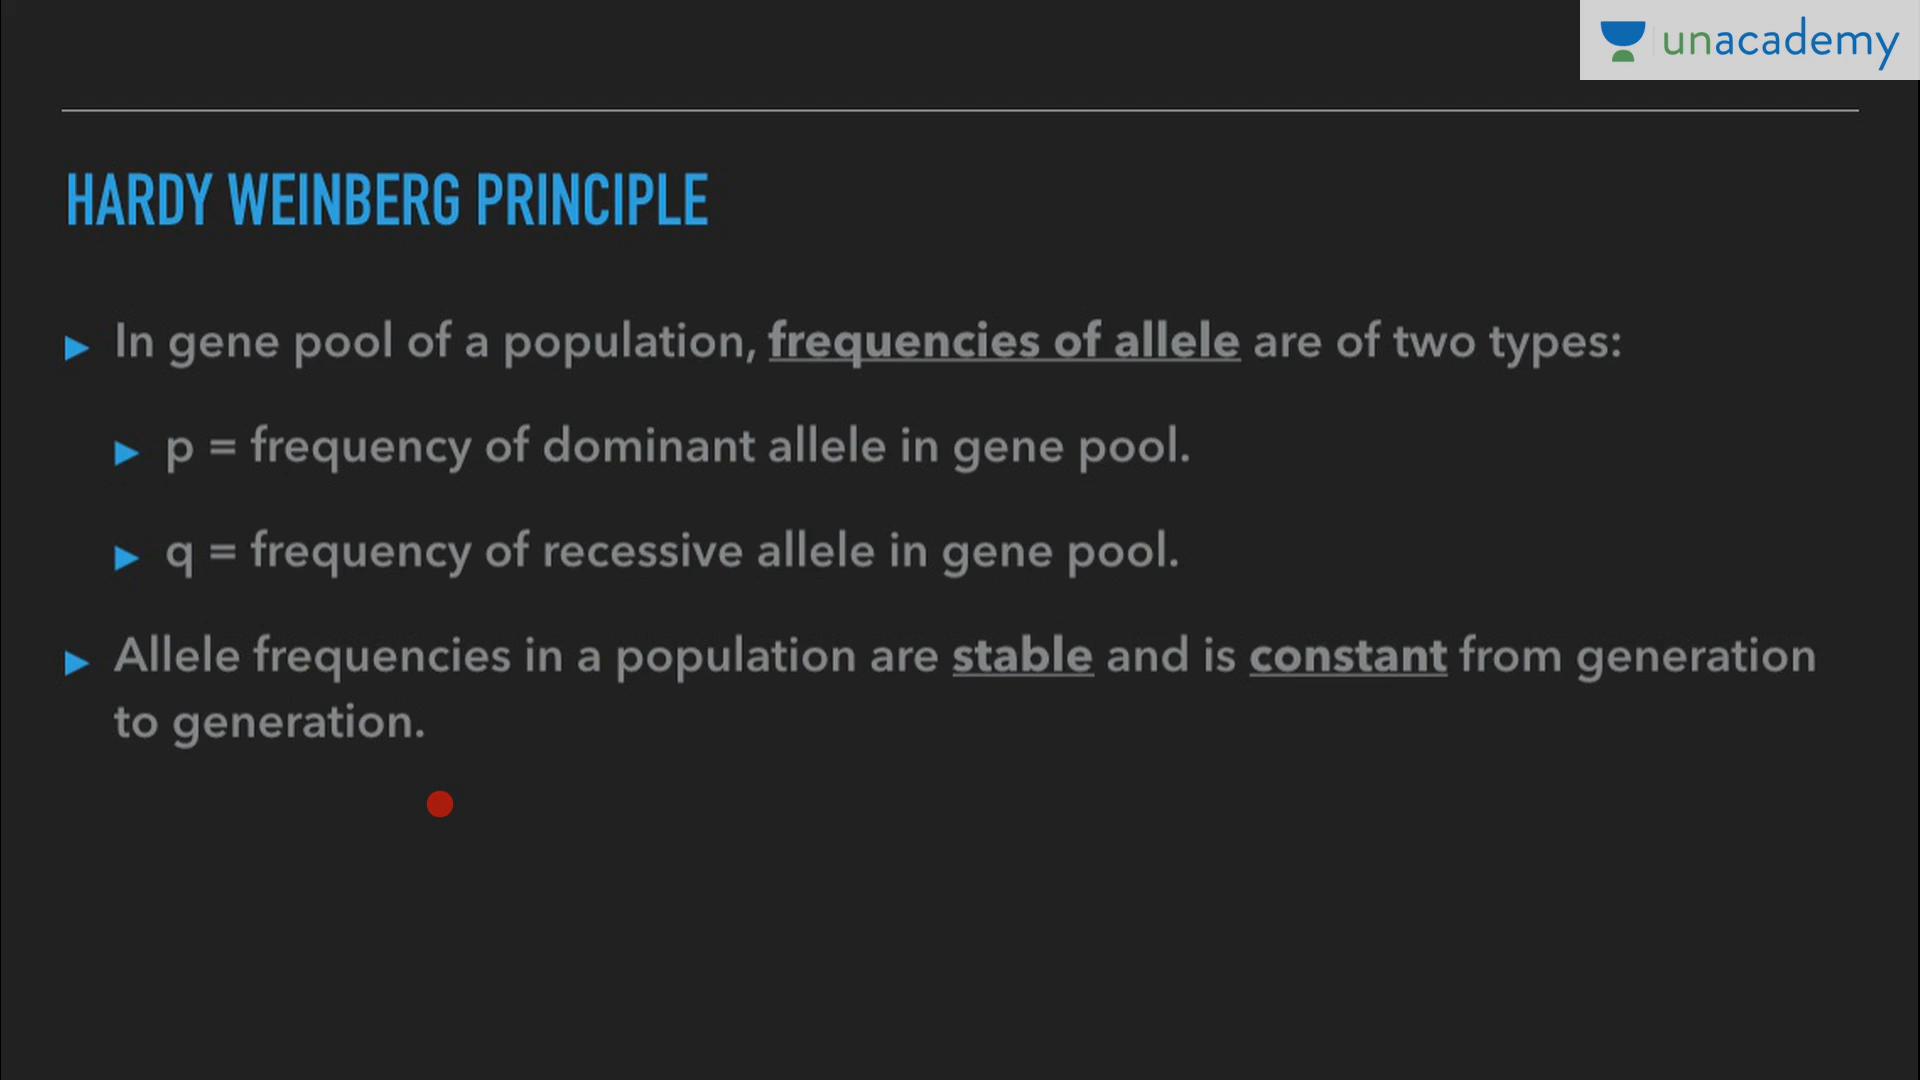 unacademy
HARDY WEINBERG PRINCIPLE
In gene pool of a population, frequencies of allele are of two types:
p = frequency of dominant allele in gene pool.
q = frequency of recessive allele in gene pool.
Allele frequencies in a population are stable and is constant from generation
to generation.